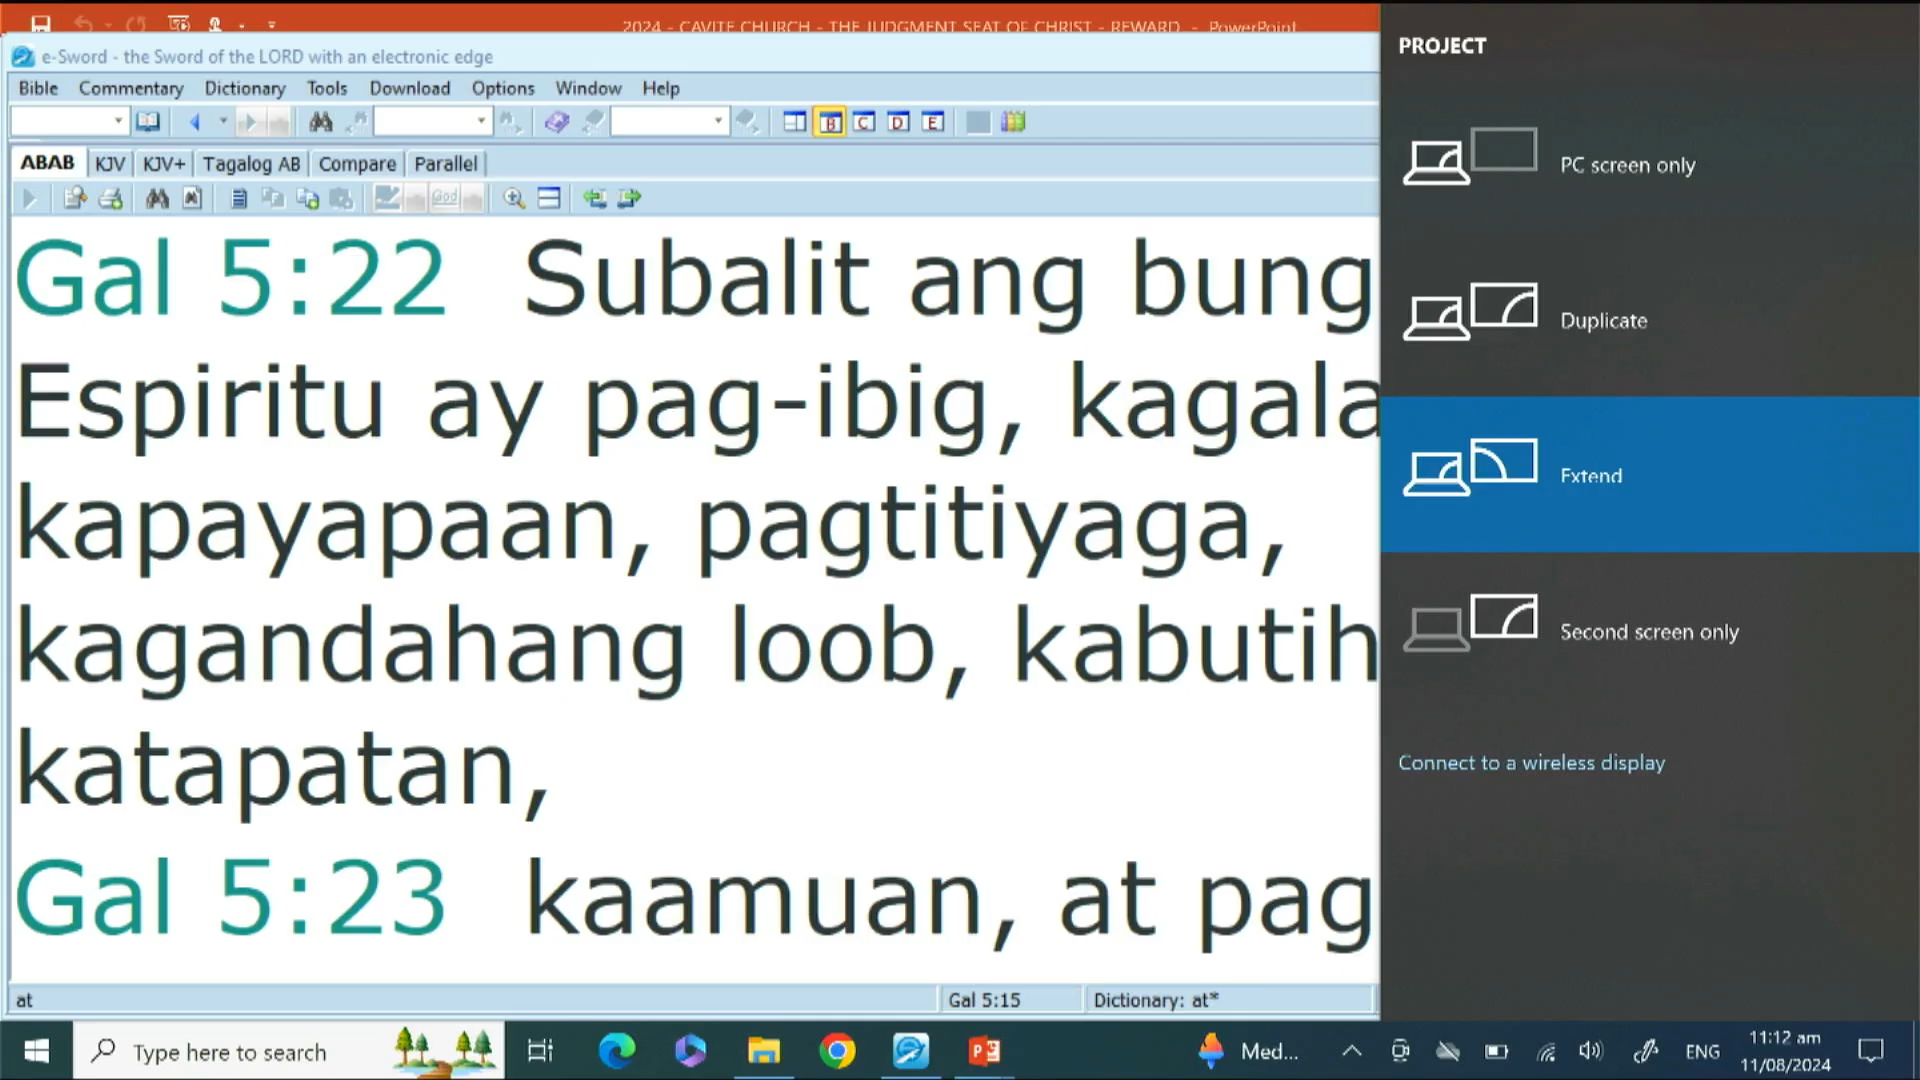 2024 - CAVITE CHURCH - THE JUDGMENT SEAT OF CHRIST - REWARD - PowerPoint
e-Sword - the Sword of the LORD with an electronic edge
Bible Commentary Dictionary Tools Download Options Window Help
B C D E
ABAB KJV KJV+ Tagalog AB Compare Parallel
God
Gal 5:22 Subalit ang bung
Espiritu ay pag-ibig, kagala
kapayapaan, pagtitiyaga,
kagandahang loob, kabutih
katapatan,
Gal 5:23 kaamuan, at pag
at Gal 5:15 Dictionary: at*
PROJECT
PC screen only
Duplicate
Extend
Second screen only
Connect to a wireless display
Type here to search
Med...
ENG
11:12 am
11/08/2024